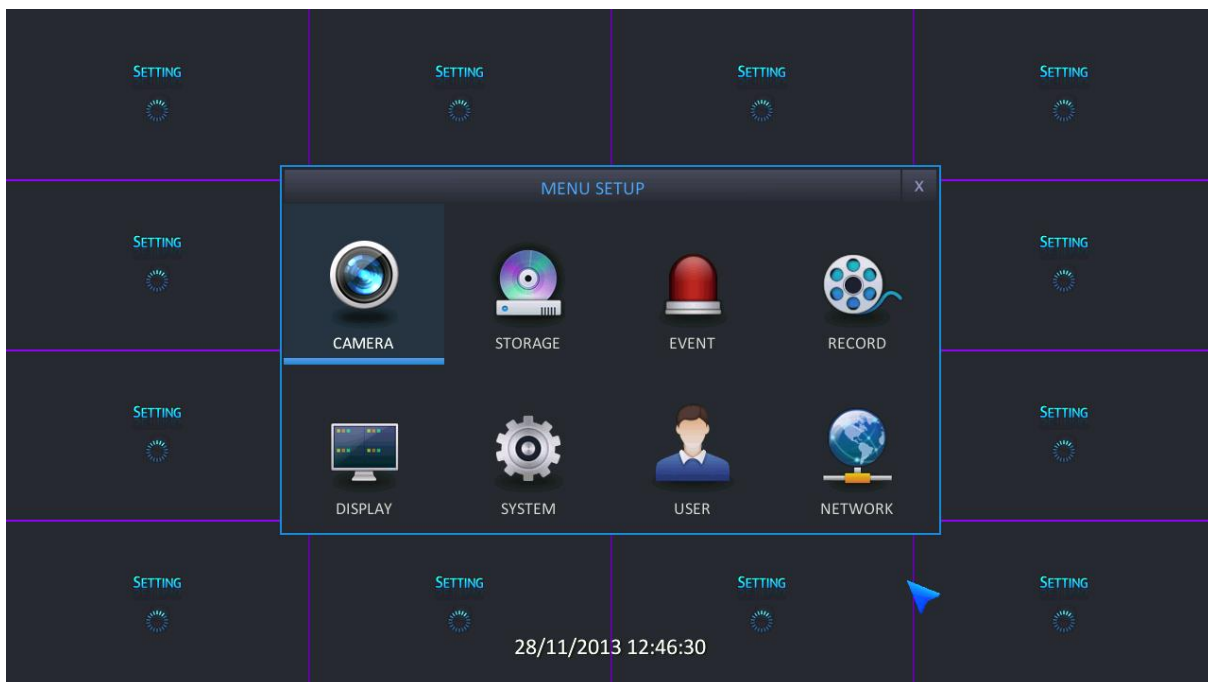 SETTING SETTING SETTING SETTING
MENU SETUP X
SETTING SETTING
CAMERA STORAGE EVENT RECORD
SETTING SETTING
DISPLAY SYSTEM USER NETWORK
SETTING SETTING SETTING SETTING
28/11/2013 12:46:30